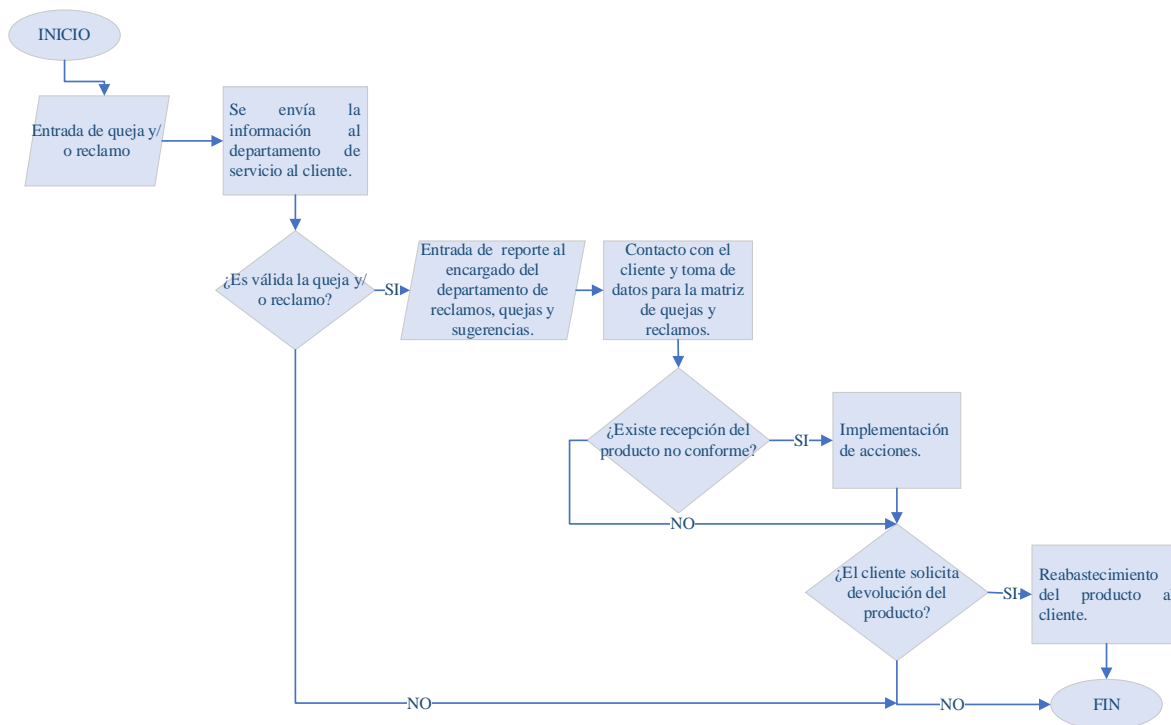 INICIO
Entrada de queja y/
o reclamo
Se envía la
información al
departamento de
servicio al cliente.
¿Es válida la queja y/
o reclamo?
SI
Entrada de reporte al
encargado del
departamento de
reclamos, quejas y
sugerencias.
Contacto con el
cliente y toma de
datos para la matriz
de quejas y
reclamos.
¿Existe recepción del
producto no conforme?
SI
Implementación
de acciones.
NO
¿El cliente solicita
devolución del
producto?
SI
Reabastecimiento
del producto al
cliente.
NO
NO
FIN